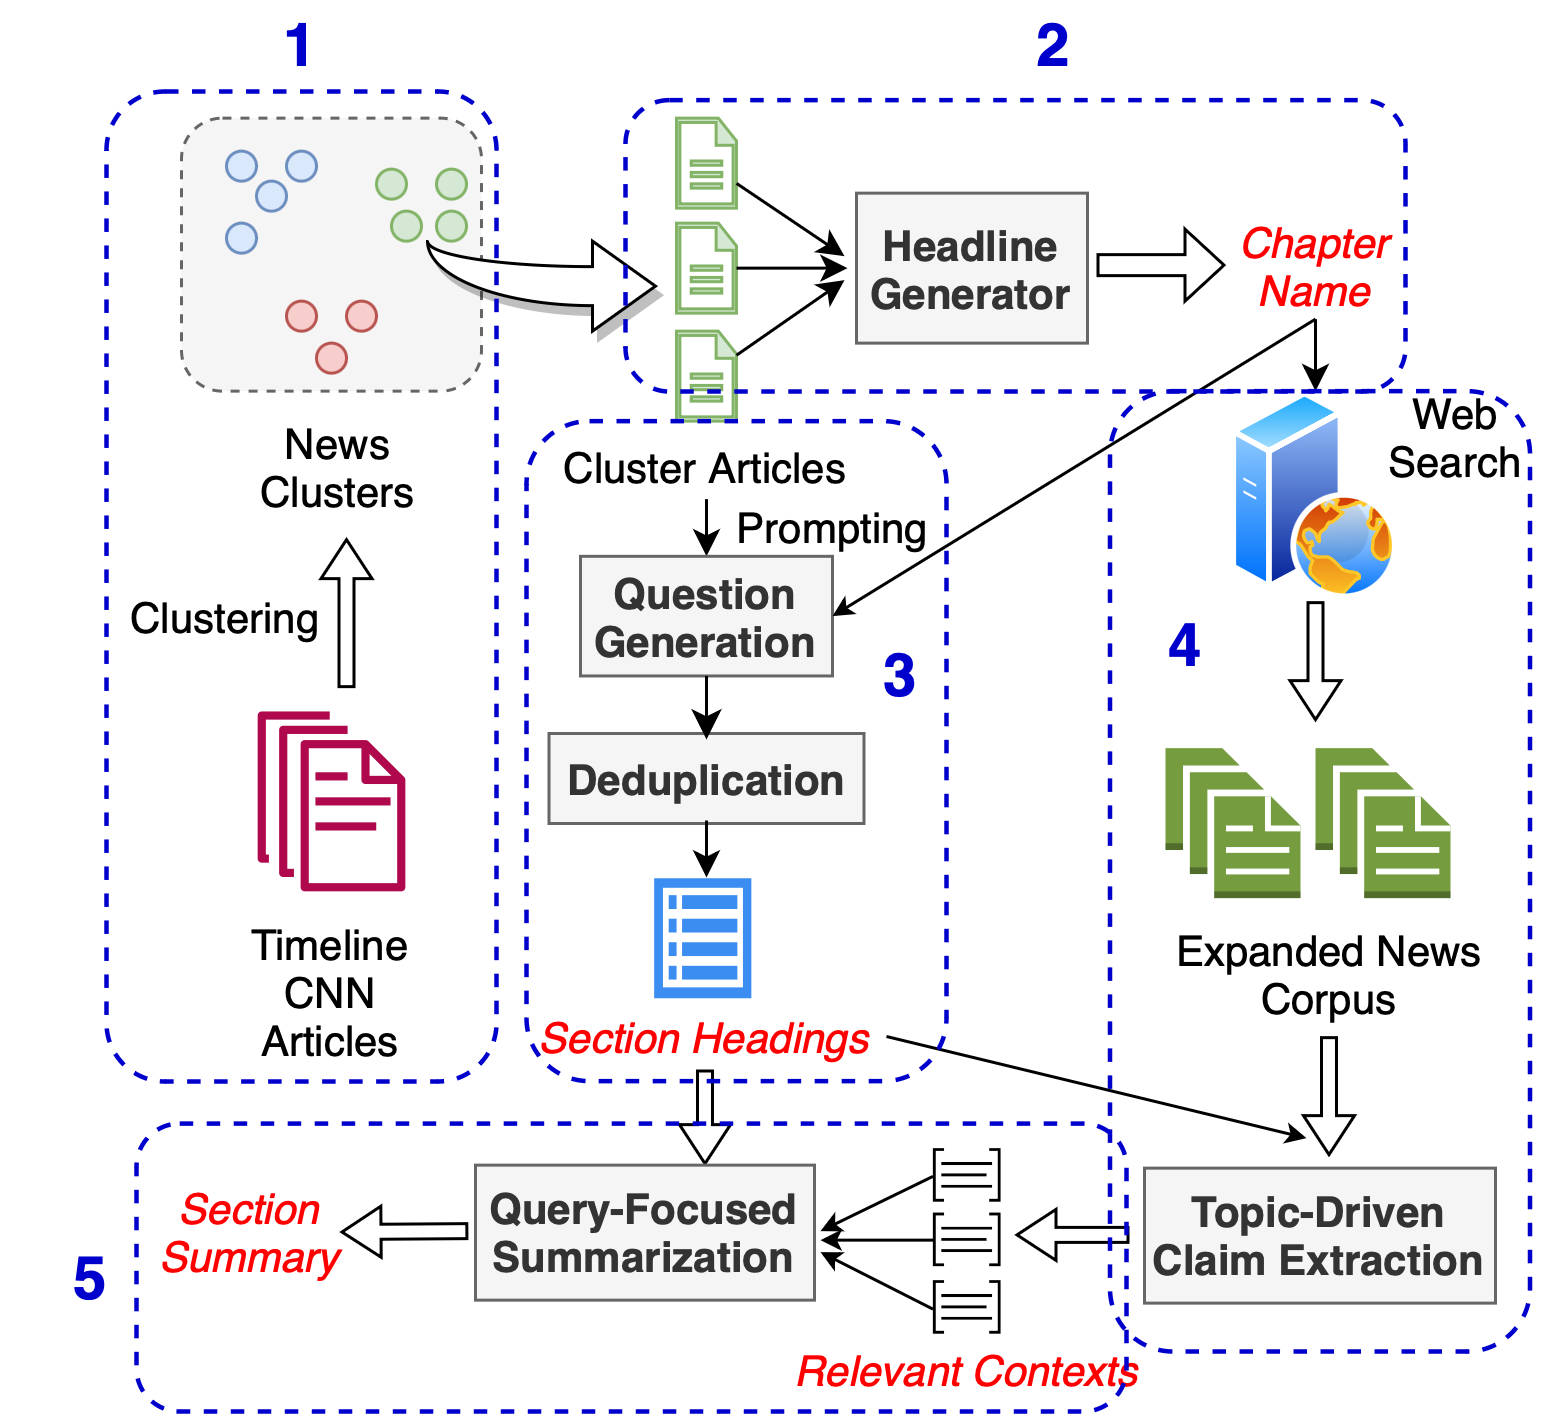 1
News
Clusters
Clustering
Timeline
CNN
Articles
2
Headline
Generator
Chapter
Name
Cluster Articles
Prompting
Question
Generation
3
Deduplication
Section Headings
Web
Search
4
Expanded News
Corpus
Topic-Driven
Claim Extraction
5
Relevant Contexts
Query-Focused
Summarization
Section
Summary